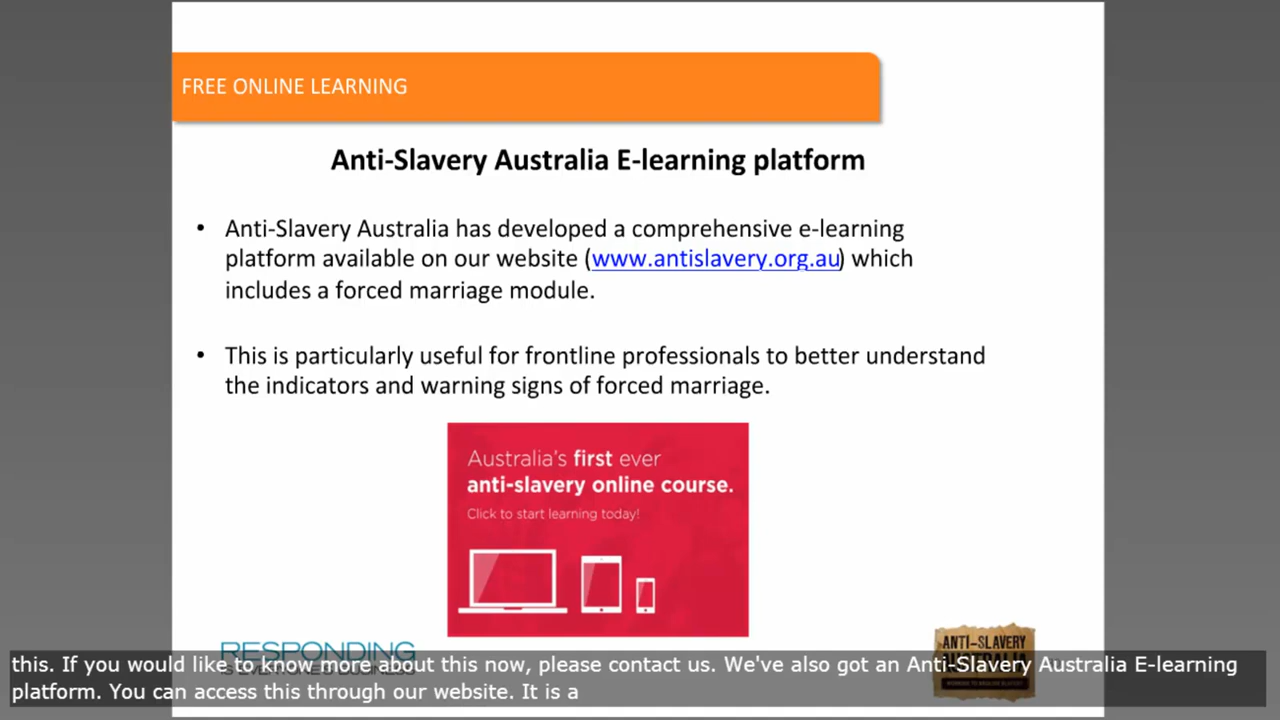 FREE ONLINE LEARNING
Anti-Slavery Australia E-learning platform
• Anti-Slavery Australia has developed a comprehensive e-learning
platform available on our website (www.antislavery.org.au) which
includes a forced marriage module.
• This is particularly useful for frontline professionals to better understand
the indicators and warning signs of forced marriage.
Australia's first ever
anti-slavery online course.
Click to start learning today!
RESPONDING
IS EVERYONE'S BUSINESS
ANTI-SLAVERY
this. If you would like to know more about this now, please contact us. We've also got an Anti-Slavery Australia E-learning
platform. You can access this through our website. It is a